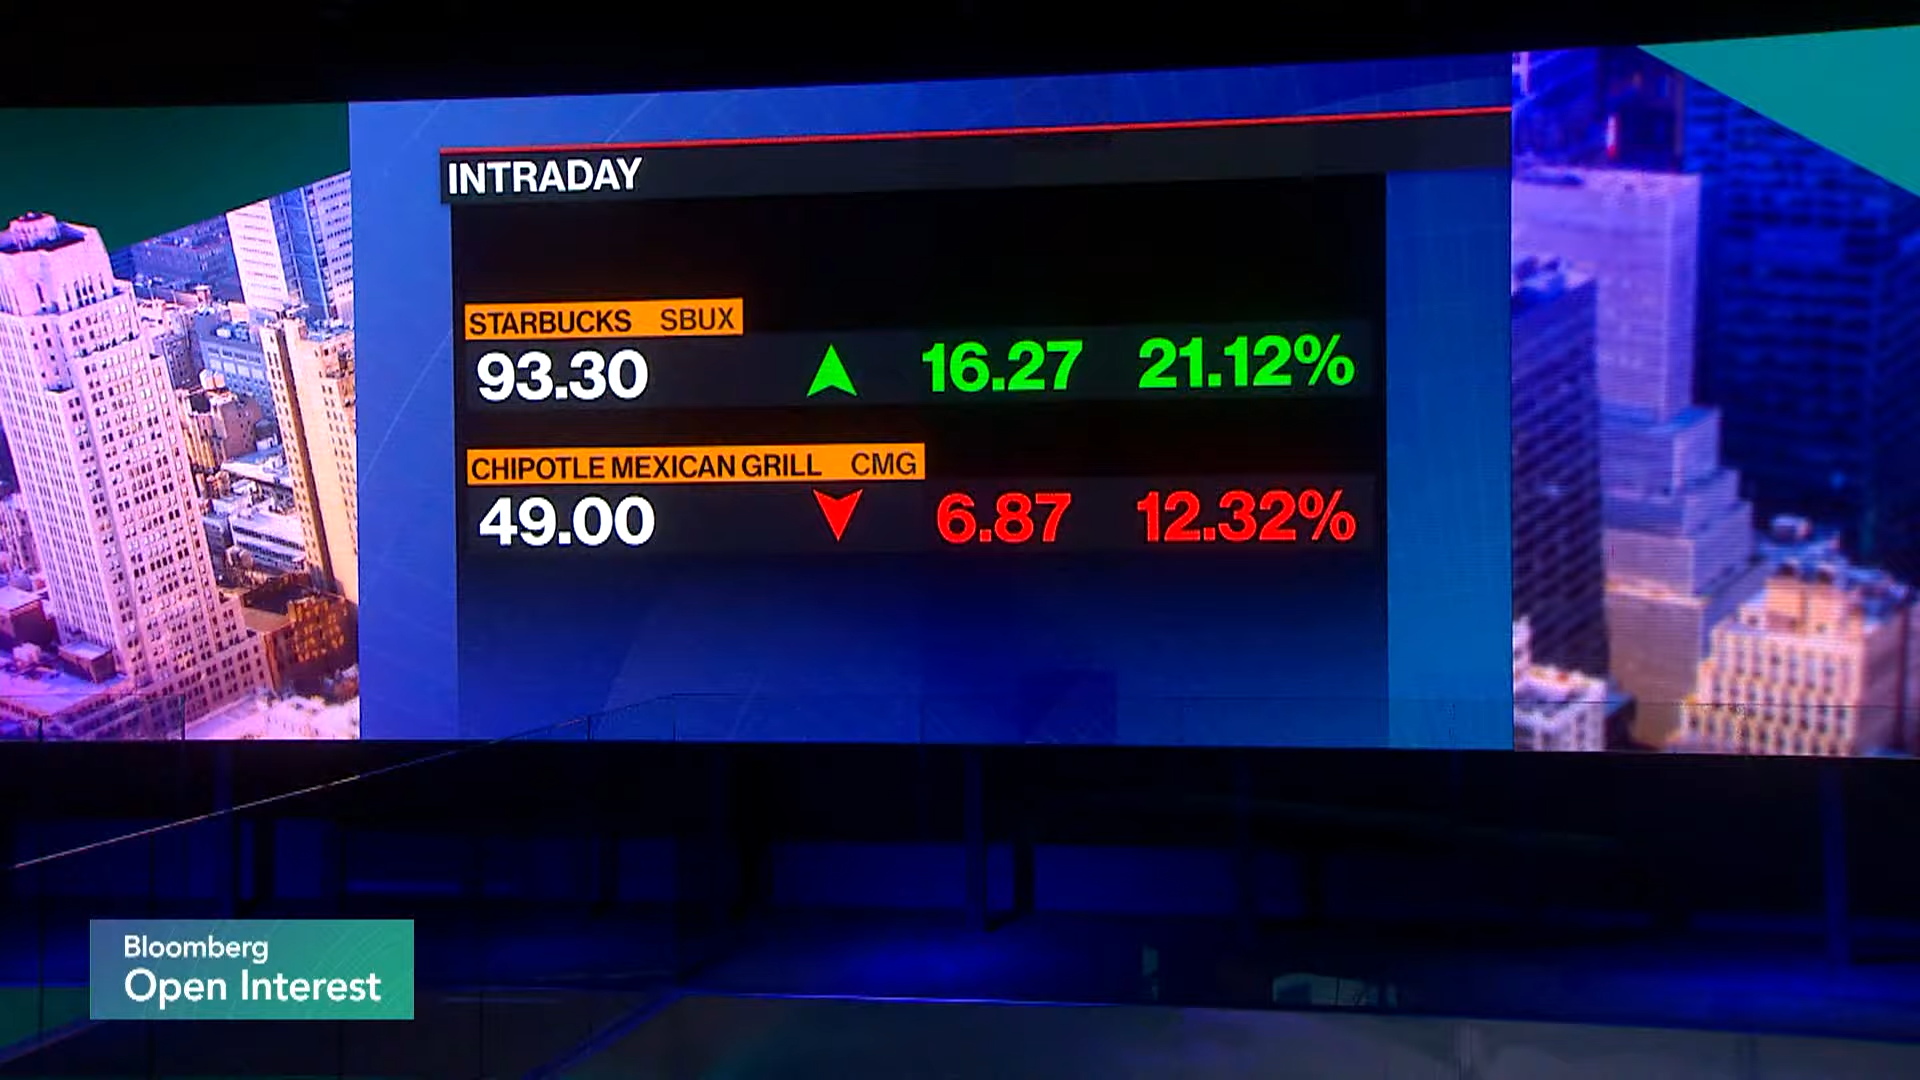 INTRADAY
STARBUCKS SBUX
93.30 ▲ 16.27 21.12%
CHIPOTLE MEXICAN GRILL CMG
49.00 ▼ 6.87 12.32%
Bloomberg
Open Interest